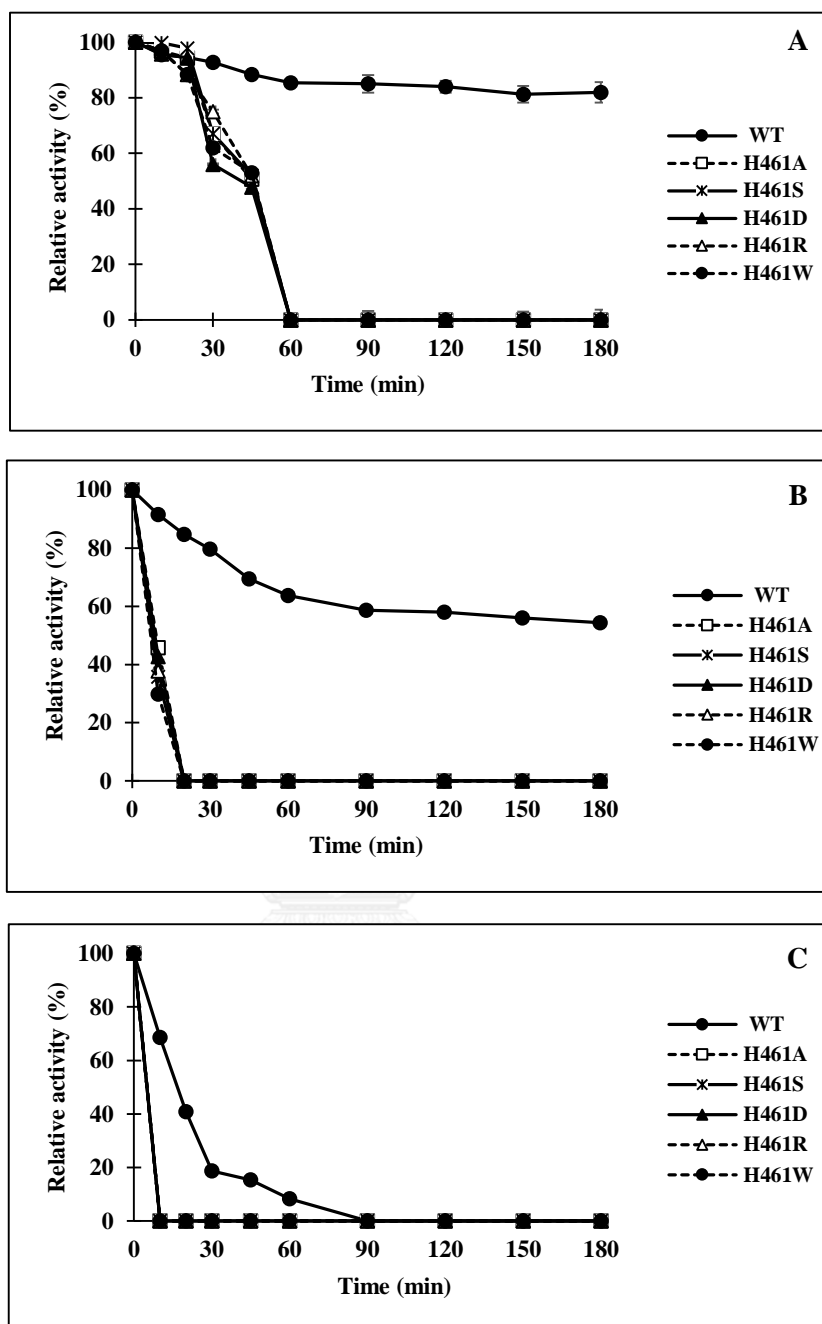 A
Relative activity (%)
100
80
60
40
20
0
0 30 60 90 120 150 180
Time (min)
WT
H461A
H461S
H461D
H461R
H461W
B
Relative activity (%)
100
80
60
40
20
0
0 30 60 90 120 150 180
Time (min)
WT
H461A
H461S
H461D
H461R
H461W
C
Relative activity (%)
100
80
60
40
20
0
0 30 60 90 120 150 180
Time (min)
WT
H461A
H461S
H461D
H461R
H461W